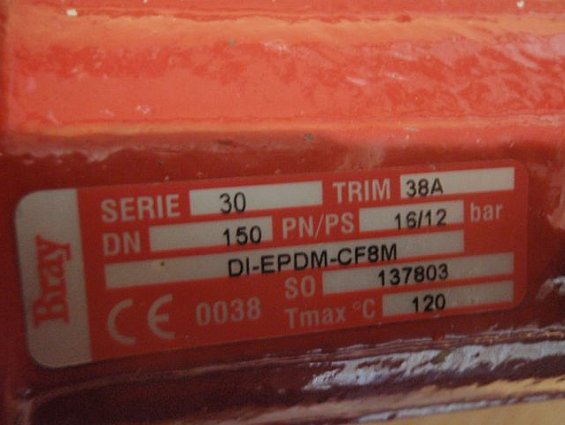 Bray
SERIE 30 TRIM 38A
DN 150 PN/PS 16/12 bar
DI-EPDM-CF8M
SO 137803
CE 0038 Tmax °C 120